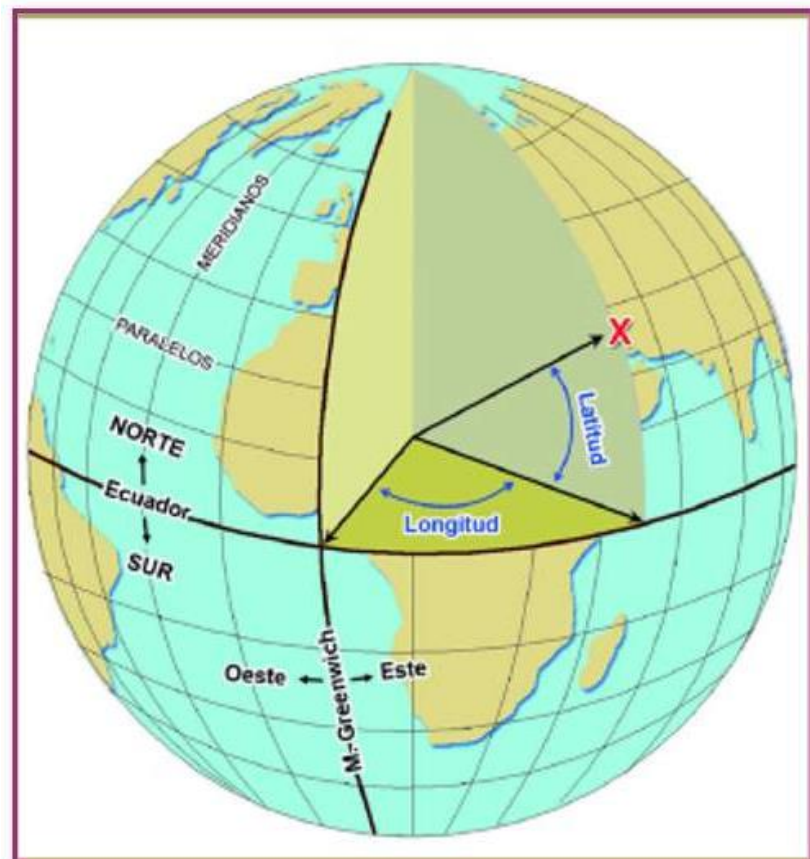 MERIDIANOS
PARALELOS
X
Latitud
NORTE
Ecuador
SUR
Longitud
Oeste
Este
M.-Greenwich